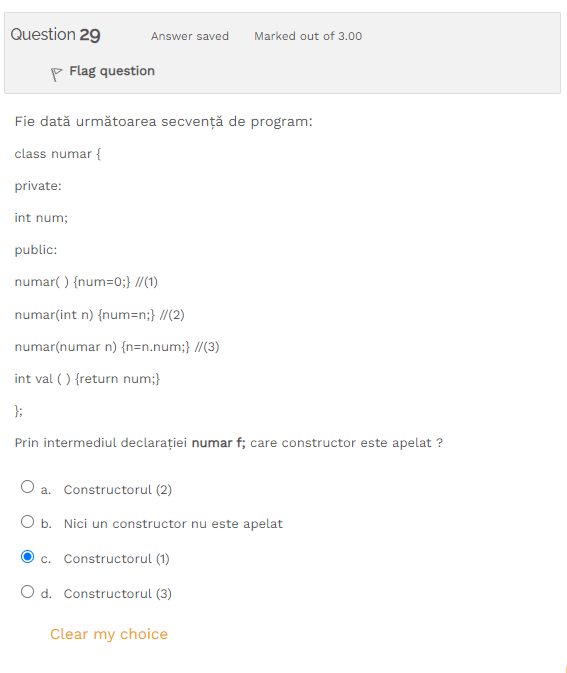 Question 29 Answer saved Marked out of 3.00
Flag question
Fie dată următoarea secvență de program:
class numar {
private:
int num;
public:
numar( ) {num=0;} //(1)
numar(int n) {num=n;} //(2)
numar(numar n) {n=n.num;} //(3)
int val ( ) {return num;}
};
Prin intermediul declarației numar f; care constructor este apelat ?
a. Constructorul (2)
b. Nici un constructor nu este apelat
c. Constructorul (1)
d. Constructorul (3)
Clear my choice